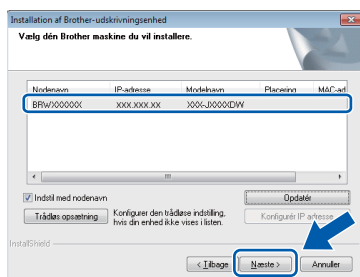 Installation af Brother-udskrivningsenhed
Vælg dén Brother maskine du vil installere.
Nodenavn IP-adresse Modelnavn Placering MAC-ad
BRWXXXXXX XXX.XXX.XX XXX-JXXXXDW
Indstil med nodenavn
Opdatér
Trådløs opsætning
Konfigurer den trådløse indstilling,
hvis din enhed ikke vises i listen.
Konfigurér IP adresse
InstallShield
< Tilbage Næste > Annuller